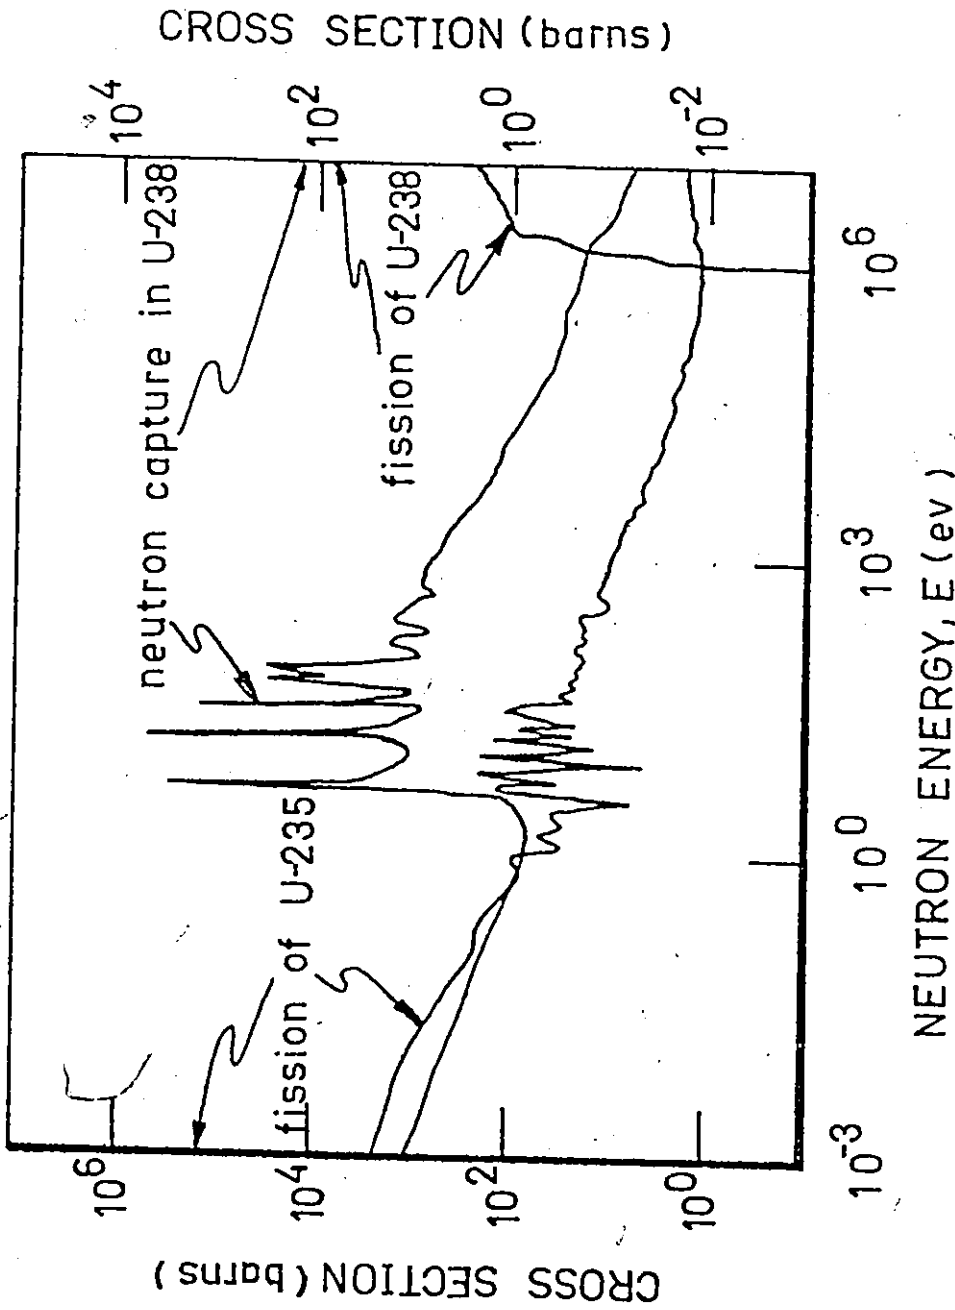 CROSS SECTION (barns)
10^4
10^2
10^0
10^-2
neutron capture in U-238
fission of U-238
fission of U-235
10^6
10^4
10^2
10^0
CROSS SECTION (barns)
10^-3
10^0
10^3
10^6
NEUTRON ENERGY, E (ev)